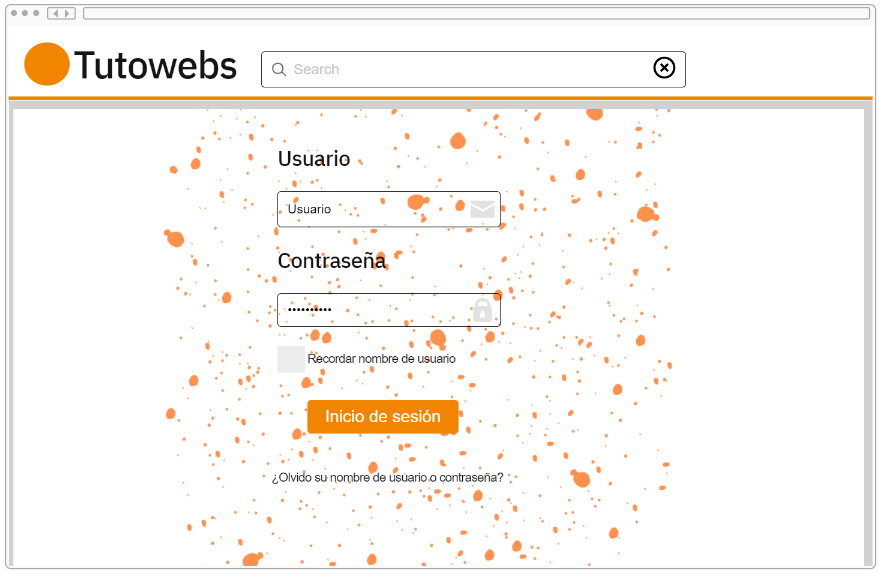 Tutowebs
Search
Usuario
Usuario
Contraseña
••••••••••
Recordar nombre de usuario
Inicio de sesión
¿Olvido su nombre de usuario o contraseña?